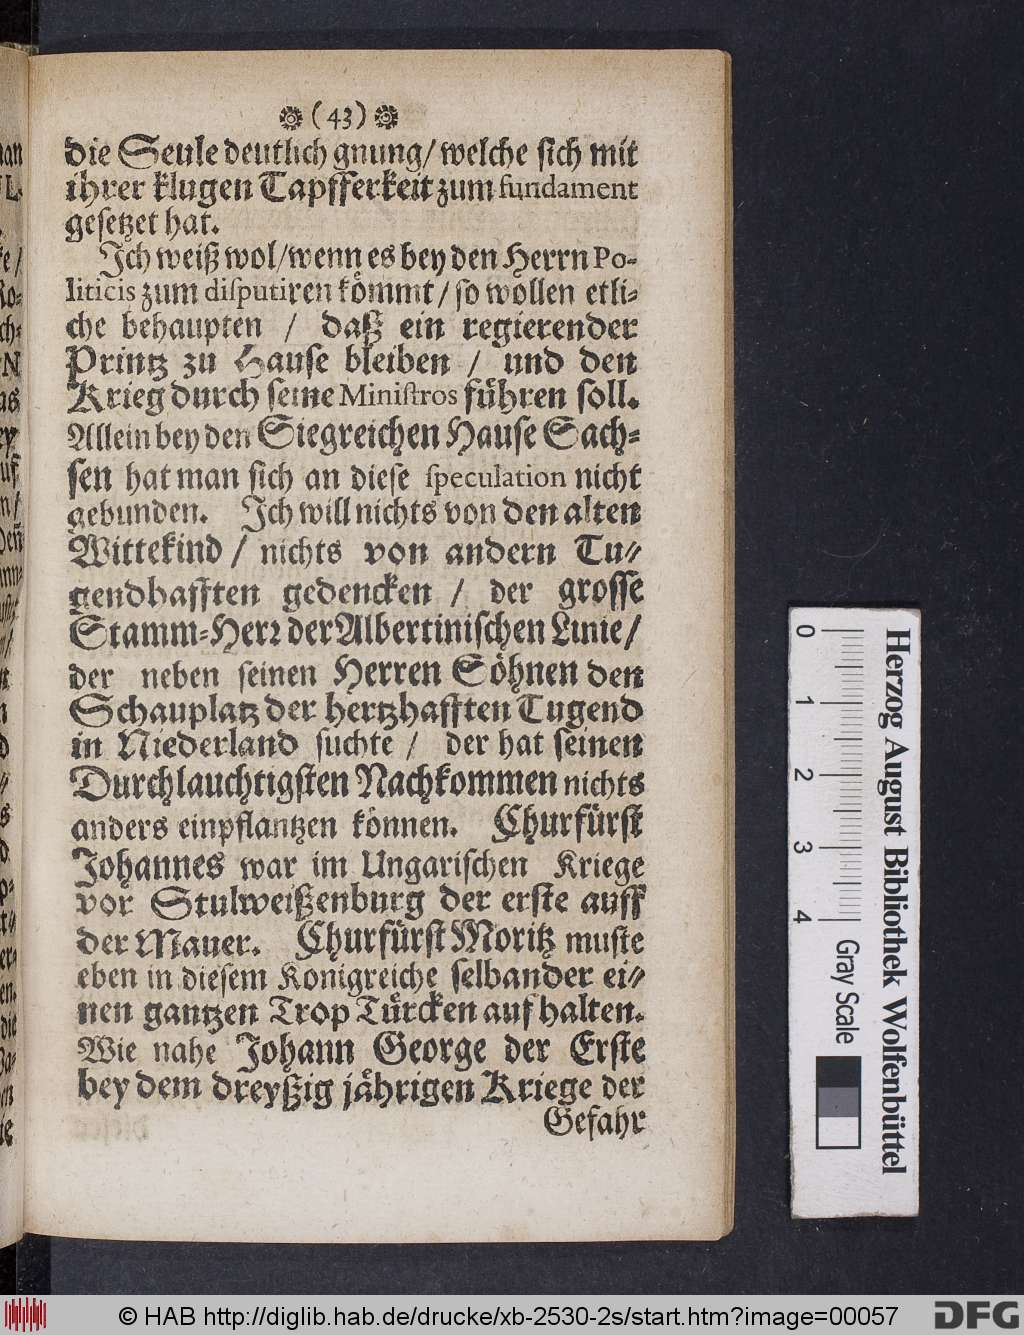 (43)
die Seule deutlich gnung/ welche sich mit
ihrer klugen Tapfferkeit zum fundament
gesetzet hat.
Jch weiß wol/ wenn es bey den Herrn Po-
liticis zum disputiren kömmt/ so wollen etli-
che behaupten / daß ein regierender
Printz zu Hause bleiben / und den
Krieg durch seine Ministros führen soll.
Allein bey den Siegreichen Hause Sach-
sen hat man sich an diese speculation nicht
gebunden. Jch will nichts von den alten
Wittekind / nichts von andern Tu-
gendhafften gedencken / der grosse
Stamm-Herr der Albertinischen Linie/
der neben seinen Herren Söhnen den
Schauplatz der hertzhafften Tugend
in Niederland suchte / der hat seinen
Durchlauchtigsten Nachkommen nichts
anders einpflantzen können. Churfürst
Johannes war im Ungarischen Kriege
vor Stulweißenburg der erste auff
der Mauer. Churfürst Moritz muste
eben in diesem Königreiche selbander ei-
nen gantzen Trop Türcken auf halten.
Wie nahe Johann George der Erste
bey dem dreyßig jährigen Kriege der
Gefahr
0 1 2 3 4
Herzog August Bibliothek Wolfenbüttel
Gray Scale
© HAB http://diglib.hab.de/drucke/xb-2530-2s/start.htm?image=00057
DFG